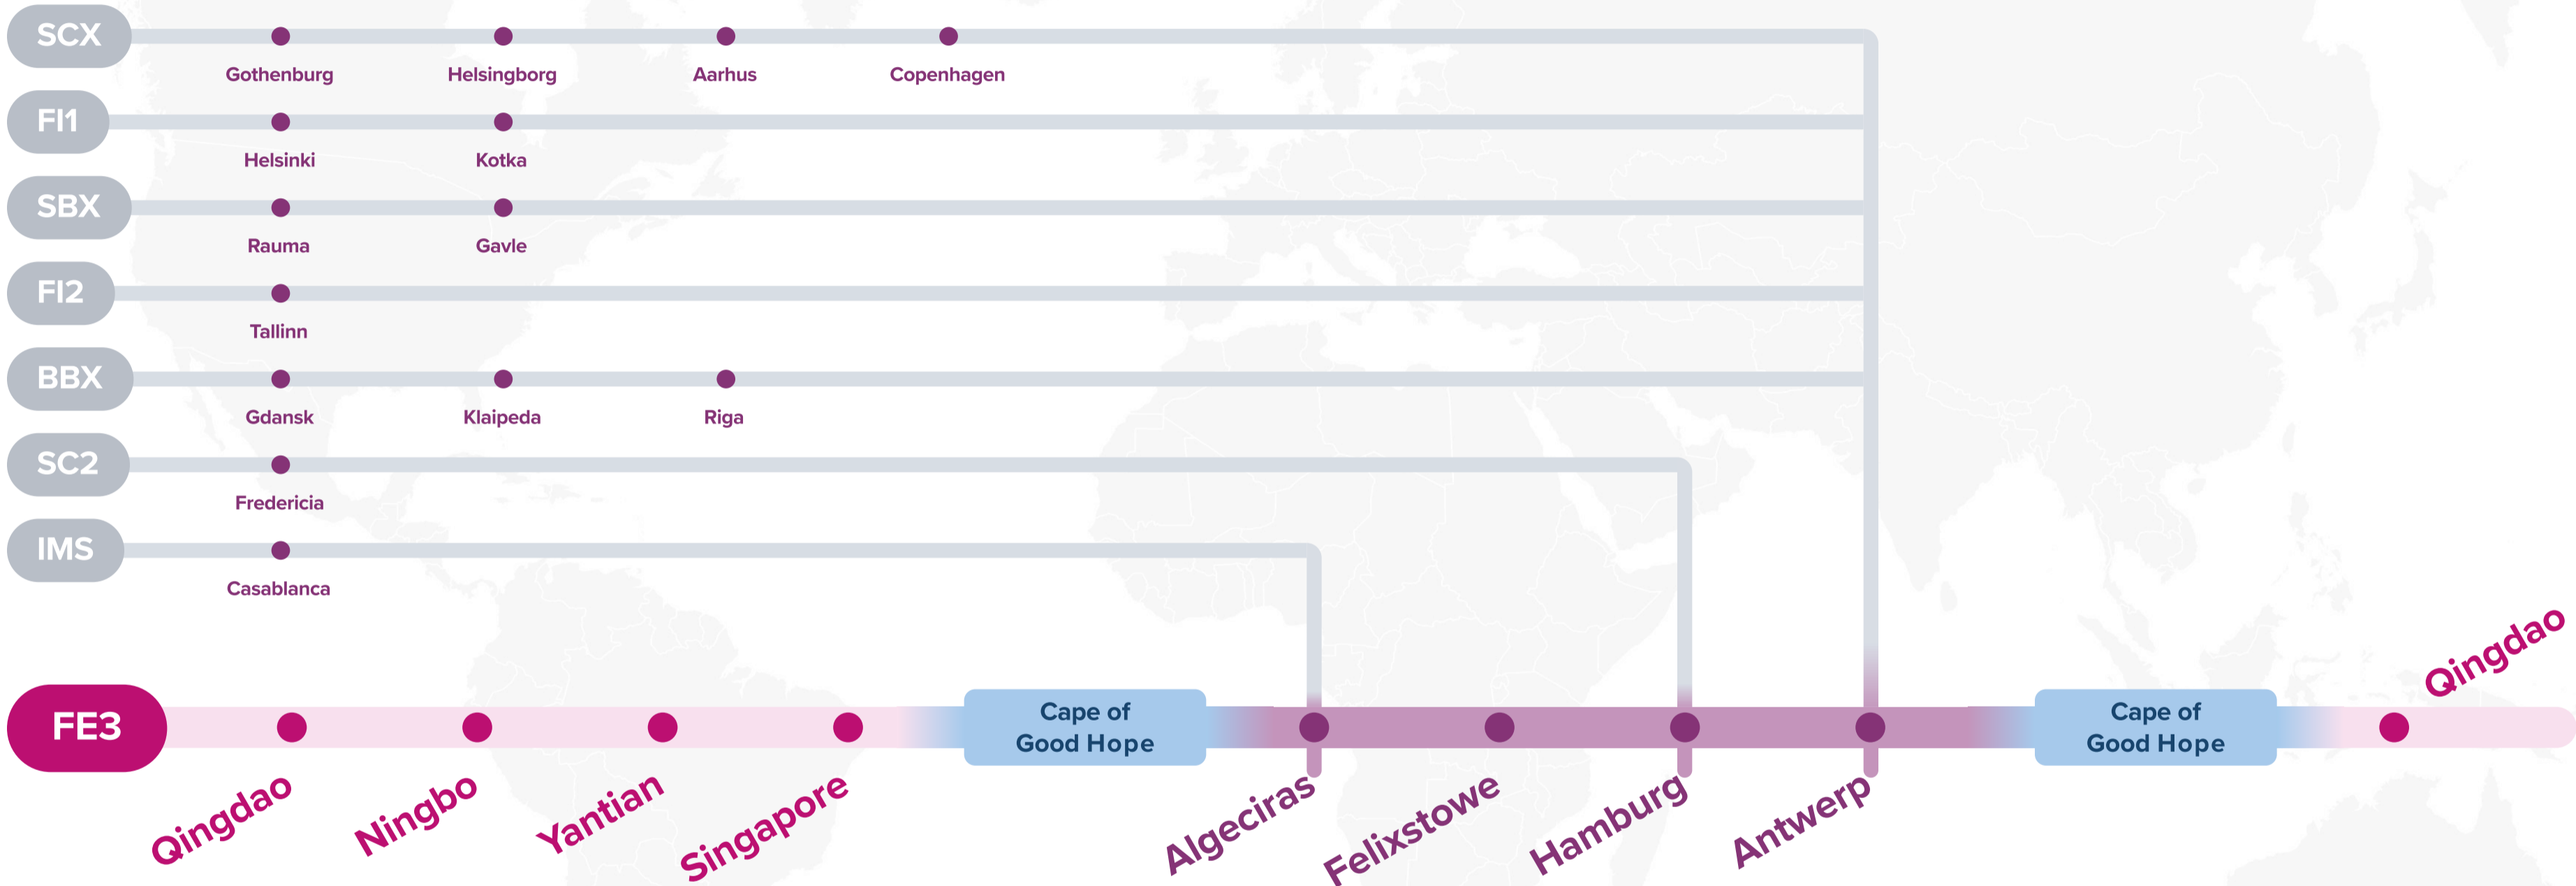 SCX
Gothenburg Helsingborg Aarhus Copenhagen
FI1
Helsinki Kotka
SBX
Rauma Gavle
FI2
Tallinn
BBX
Gdansk Klaipeda Riga
SC2
Fredericia
IMS
Casablanca
FE3
Cape of
Good Hope
Cape of
Good Hope
Qingdao
Qingdao
Ningbo
Yantian
Singapore
Algeciras
Felixstowe
Hamburg
Antwerp